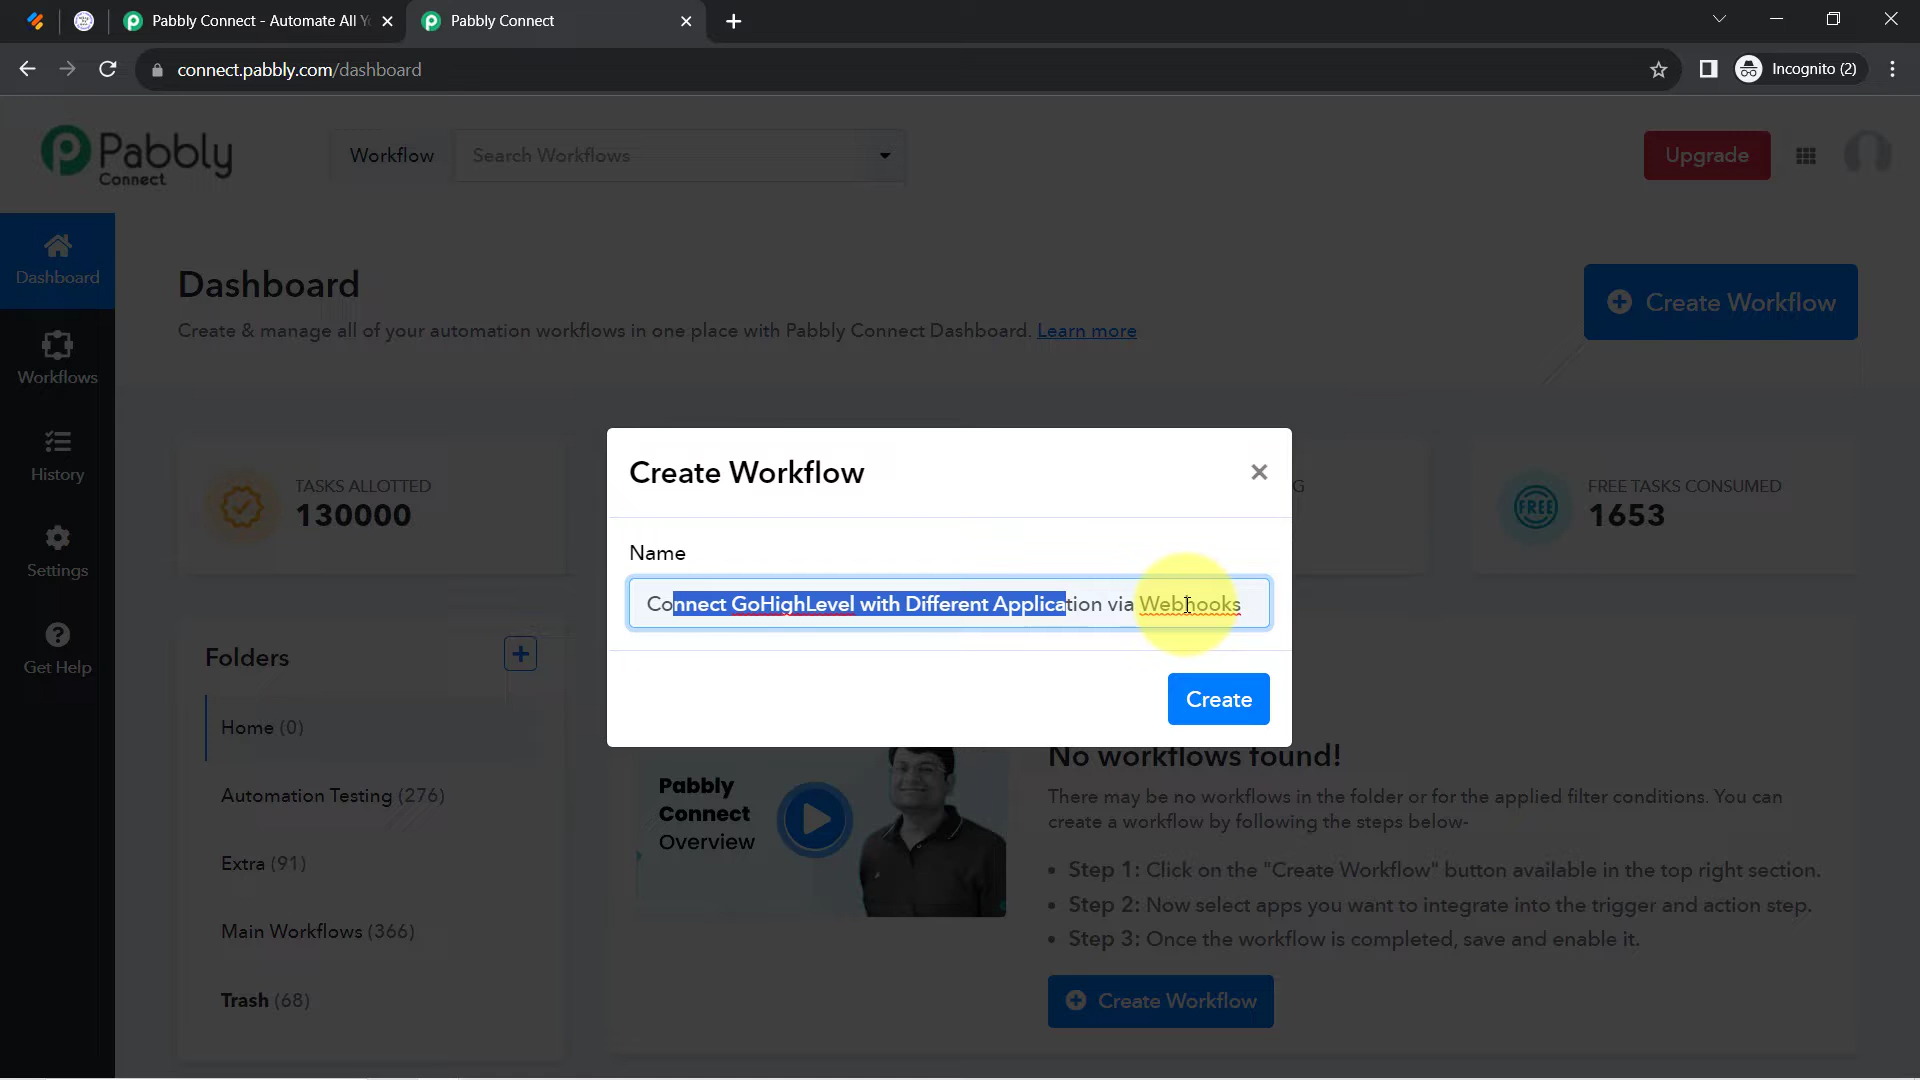 Pabbly Connect - Automate All Y
Pabbly Connect
connect.pabbly.com/dashboard
Incognito (2)
Pabbly
Connect
Workflow
Search Workflows
Upgrade
Dashboard
Workflows
History
Settings
Get Help
Dashboard
Create & manage all of your automation workflows in one place with Pabbly Connect Dashboard. Learn more
Create Workflow
TASKS ALLOTTED
130000
G
FREE
FREE TASKS CONSUMED
1653
Create Workflow
Name
Connect GoHighLevel with Different Application via Webhooks
Create
Folders
Home (0)
Automation Testing (276)
Extra (91)
Main Workflows (366)
Trash (68)
Pabbly
Connect
Overview
No workflows found!
There may be no workflows in the folder or for the applied filter conditions. You can
create a workflow by following the steps below-
• Step 1: Click on the "Create Workflow" button available in the top right section.
• Step 2: Now select apps you want to integrate into the trigger and action step.
• Step 3: Once the workflow is completed, save and enable it.
Create Workflow